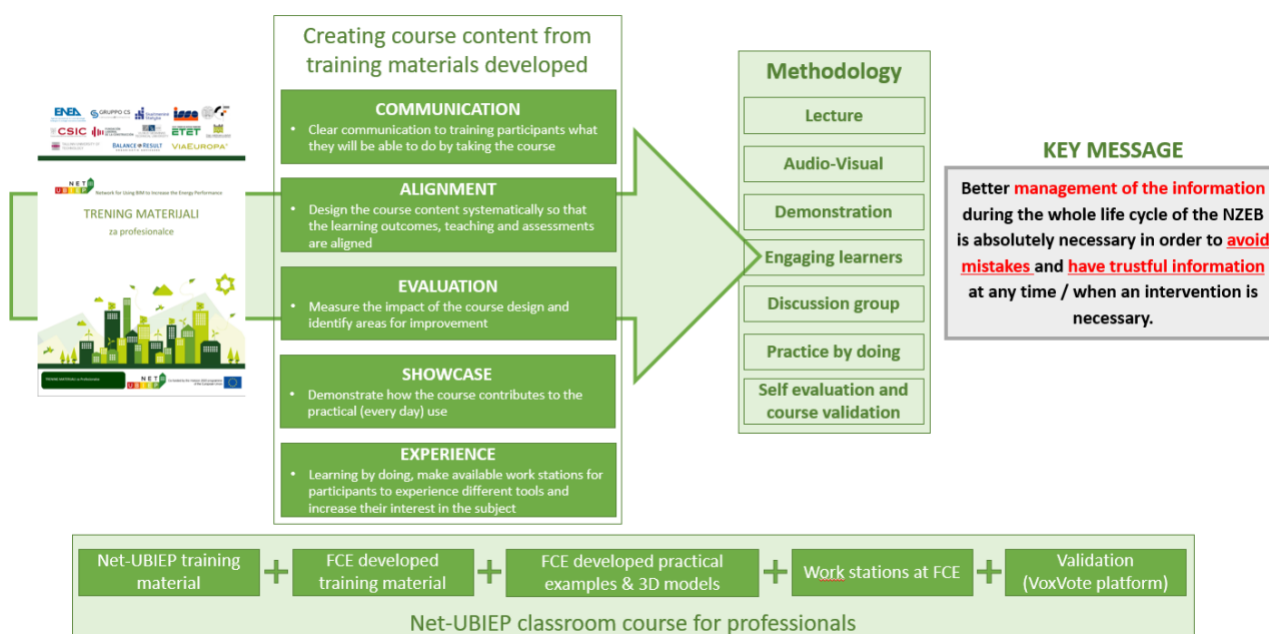 ENEA
GRUPPO CS
isso
CSIC
ETET
BALANCE & RESULT
VIAEUROPA
NET
UBIEP
Network for Using BIM to Increase the Energy Performance
TRENING MATERIJALI
za profesionalce
NET
UBIEP
Creating course content from
training materials developed
COMMUNICATION
• Clear communication to training participants what
they will be able to do by taking the course
ALIGNMENT
• Design the course content systematically so that
the learning outcomes, teaching and assessments
are aligned
EVALUATION
• Measure the impact of the course design and
identify areas for improvement
SHOWCASE
• Demonstrate how the course contributes to the
practical (every day) use
EXPERIENCE
• Learning by doing, make available work stations for
participants to experience different tools and
increase their interest in the subject
Methodology
Lecture
Audio-Visual
Demonstration
Engaging learners
Discussion group
Practice by doing
Self evaluation and
course validation
KEY MESSAGE
Better management of the information
during the whole life cycle of the NZEB
is absolutely necessary in order to avoid
mistakes and have trustful information
at any time / when an intervention is
necessary.
Net-UBIEP training
material
+
FCE developed
training material
+
FCE developed practical
examples & 3D models
+
Work stations at FCE
+
Validation
(VoxVote platform)
Net-UBIEP classroom course for professionals